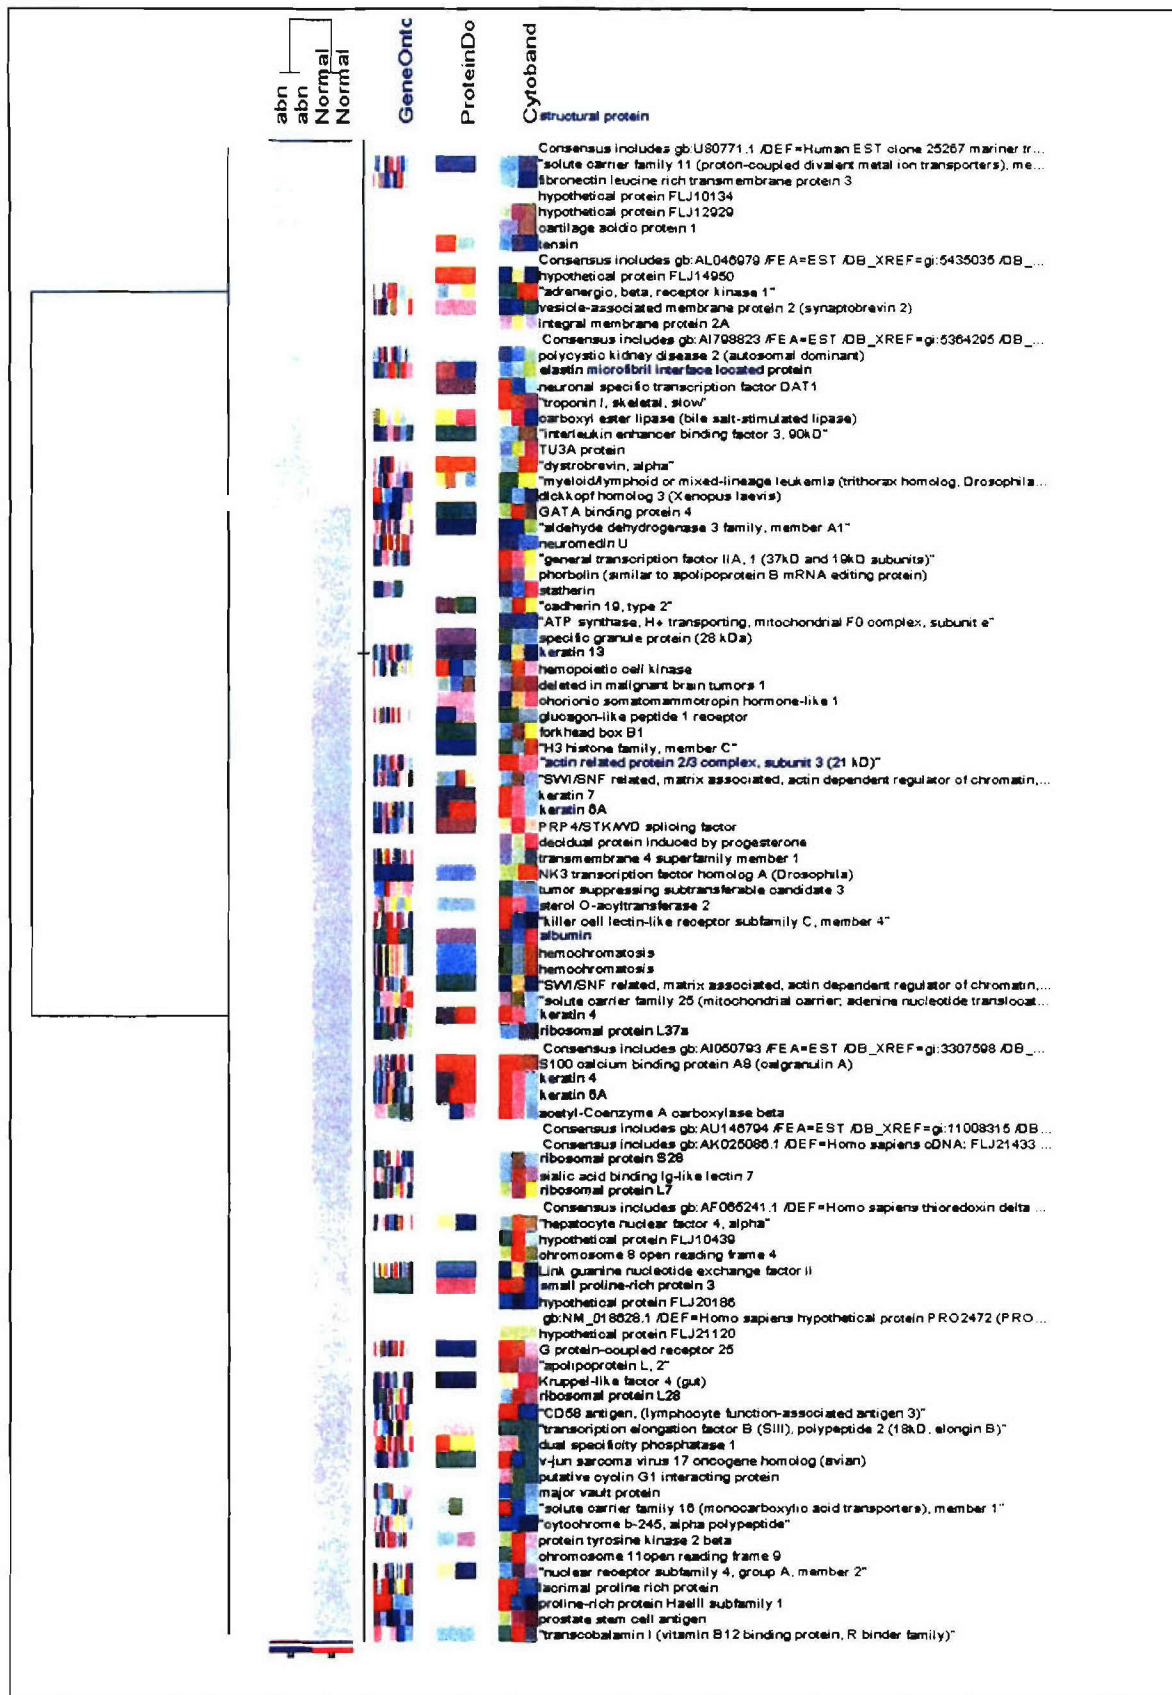 abn
abn
Normal
Normal
GeneOntc
ProteinDo
Cytoband
structural protein
Consensus includes gb:U80771.1 /DEF=Human EST clone 25267 mariner tr...
"solute carrier family 11 (proton-coupled divalent metal ion transporters), me...
fibronectin leucine rich transmembrane protein 3
hypothetical protein FLJ10134
hypothetical protein FLJ12929
cartilage acidic protein 1
tensin
Consensus includes gb:AL046979 /FEA=EST /DB_XREF=gi:5435035 /DB_...
hypothetical protein FLJ14950
"adrenergic, beta, receptor kinase 1"
vesicle-associated membrane protein 2 (synaptobrevin 2)
integral membrane protein 2A
Consensus includes gb:AI798823 /FEA=EST /DB_XREF=gi:5364295 /DB_...
polycystic kidney disease 2 (autosomal dominant)
elastin microfibril interface located protein
neuronal specific transcription factor DAT1
"troponin I, skeletal, slow"
carboxyl ester lipase (bile salt-stimulated lipase)
"interleukin enhancer binding factor 3, 90kD"
TU3A protein
"dystrobrevin, alpha"
"myeloid/lymphoid or mixed-lineage leukemia (trithorax homolog, Drosophila...
dickkopf homolog 3 (Xenopus laevis)
GATA binding protein 4
"aldehyde dehydrogenase 3 family, member A1"
neuromedin U
"general transcription factor IIA, 1 (37kD and 19kD subunits)"
phorbolin (similar to apolipoprotein B mRNA editing protein)
statherin
"cadherin 19, type 2"
"ATP synthase, H+ transporting, mitochondrial F0 complex, subunit e"
specific granule protein (28 kDa)
keratin 13
hemopoietic cell kinase
deleted in malignant brain tumors 1
chorionic somatomammotropin hormone-like 1
glucagon-like peptide 1 receptor
forkhead box B1
"H3 histone family, member C"
"actin related protein 2/3 complex, subunit 3 (21 kD)"
"SWI/SNF related, matrix associated, actin dependent regulator of chromatin,...
keratin 7
keratin 6A
PRP4/STK/WD splicing factor
decidual protein induced by progesterone
transmembrane 4 superfamily member 1
NK3 transcription factor homolog A (Drosophila)
tumor suppressing subtransferable candidate 3
sterol O-acyltransferase 2
"killer cell lectin-like receptor subfamily C, member 4"
albumin
hemochromatosis
hemochromatosis
"SWI/SNF related, matrix associated, actin dependent regulator of chromatin,...
"solute carrier family 25 (mitochondrial carrier; adenine nucleotide translocat...
keratin 4
ribosomal protein L37a
Consensus includes gb:AI050793 /FEA=EST /DB_XREF=gi:3307598 /DB_...
S100 calcium binding protein A8 (calgranulin A)
keratin 4
keratin 6A
acetyl-Coenzyme A carboxylase beta
Consensus includes gb:AU146794 /FEA=EST /DB_XREF=gi:11008315 /DB...
Consensus includes gb:AK025086.1 /DEF=Homo sapiens cDNA: FLJ21433 ...
ribosomal protein S28
sialic acid binding Ig-like lectin 7
ribosomal protein L7
Consensus includes gb:AF065241.1 /DEF=Homo sapiens thioredoxin delta ...
"hepatocyte nuclear factor 4, alpha"
hypothetical protein FLJ10439
chromosome 8 open reading frame 4
Link guanine nucleotide exchange factor II
small proline-rich protein 3
hypothetical protein FLJ20186
gb:NM_018628.1 /DEF=Homo sapiens hypothetical protein PRO2472 (PRO...
hypothetical protein FLJ21120
G protein-coupled receptor 25
"apolipoprotein L, 2"
Kruppel-like factor 4 (gut)
ribosomal protein L28
"CD58 antigen, (lymphocyte function-associated antigen 3)"
"transcription elongation factor B (SIII), polypeptide 2 (18kD, elongin B)"
dual specificity phosphatase 1
v-jun sarcoma virus 17 oncogene homolog (avian)
putative cyclin G1 interacting protein
major vault protein
"solute carrier family 16 (monocarboxylic acid transporters), member 1"
"cytochrome b-245, alpha polypeptide"
protein tyrosine kinase 2 beta
chromosome 11open reading frame 9
"nuclear receptor subfamily 4, group A, member 2"
lacrimal proline rich protein
proline-rich protein HaeIII subfamily 1
prostate stem cell antigen
"transcobalamin I (vitamin B12 binding protein, R binder family)"